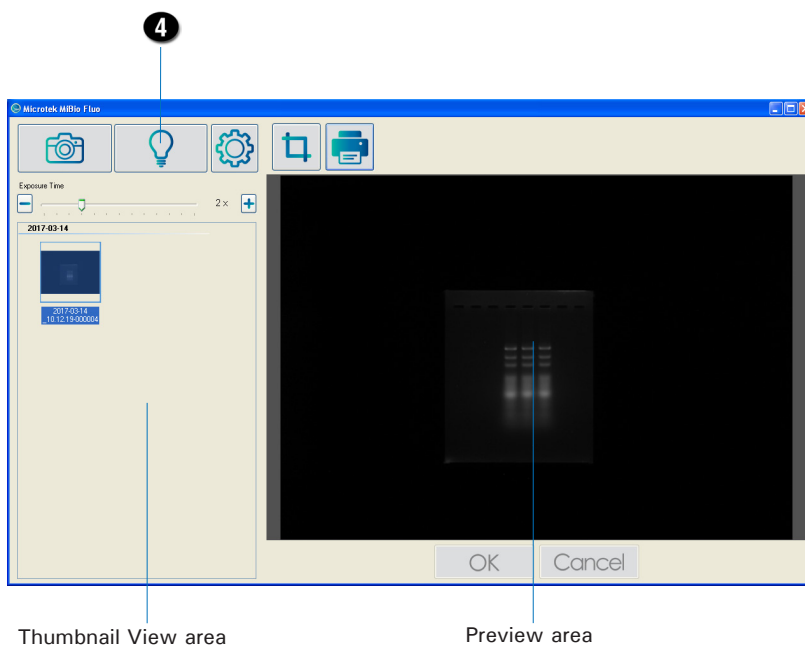 4
Microtek MiBio Fluo
Exposure Time
2 x
2017-03-14
2017-03-14
_10.12.19-000004
OK Cancel
Thumbnail View area
Preview area